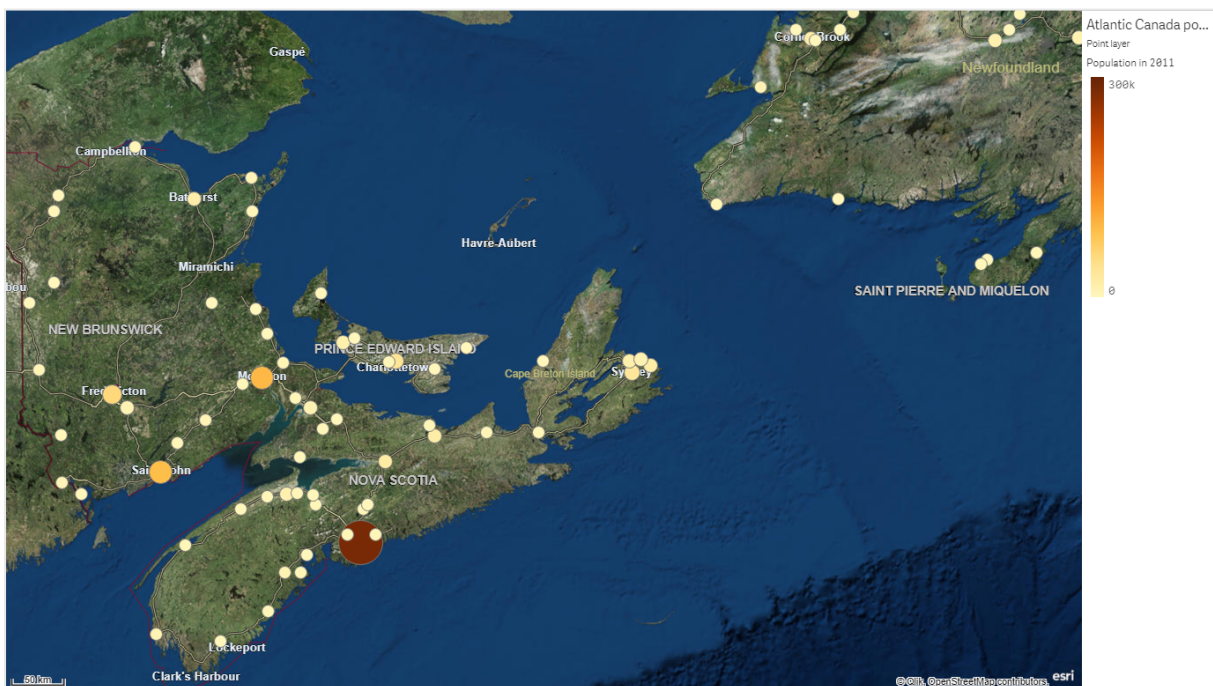 Atlantic Canada po...
Point layer
Population in 2011
300k
0
Gaspé
Corner Brook
Newfoundland
Campbellton
Bathurst
Havre-Aubert
Miramichi
bou
SAINT PIERRE AND MIQUELON
NEW BRUNSWICK
PRINCE EDWARD ISLAND
Charlottetow
Cape Breton Island
Sydney
Moncton
Fredericton
Saint John
NOVA SCOTIA
Lockeport
Clark's Harbour
50 km
© Qlik, OpenStreetMap contributors,
esri